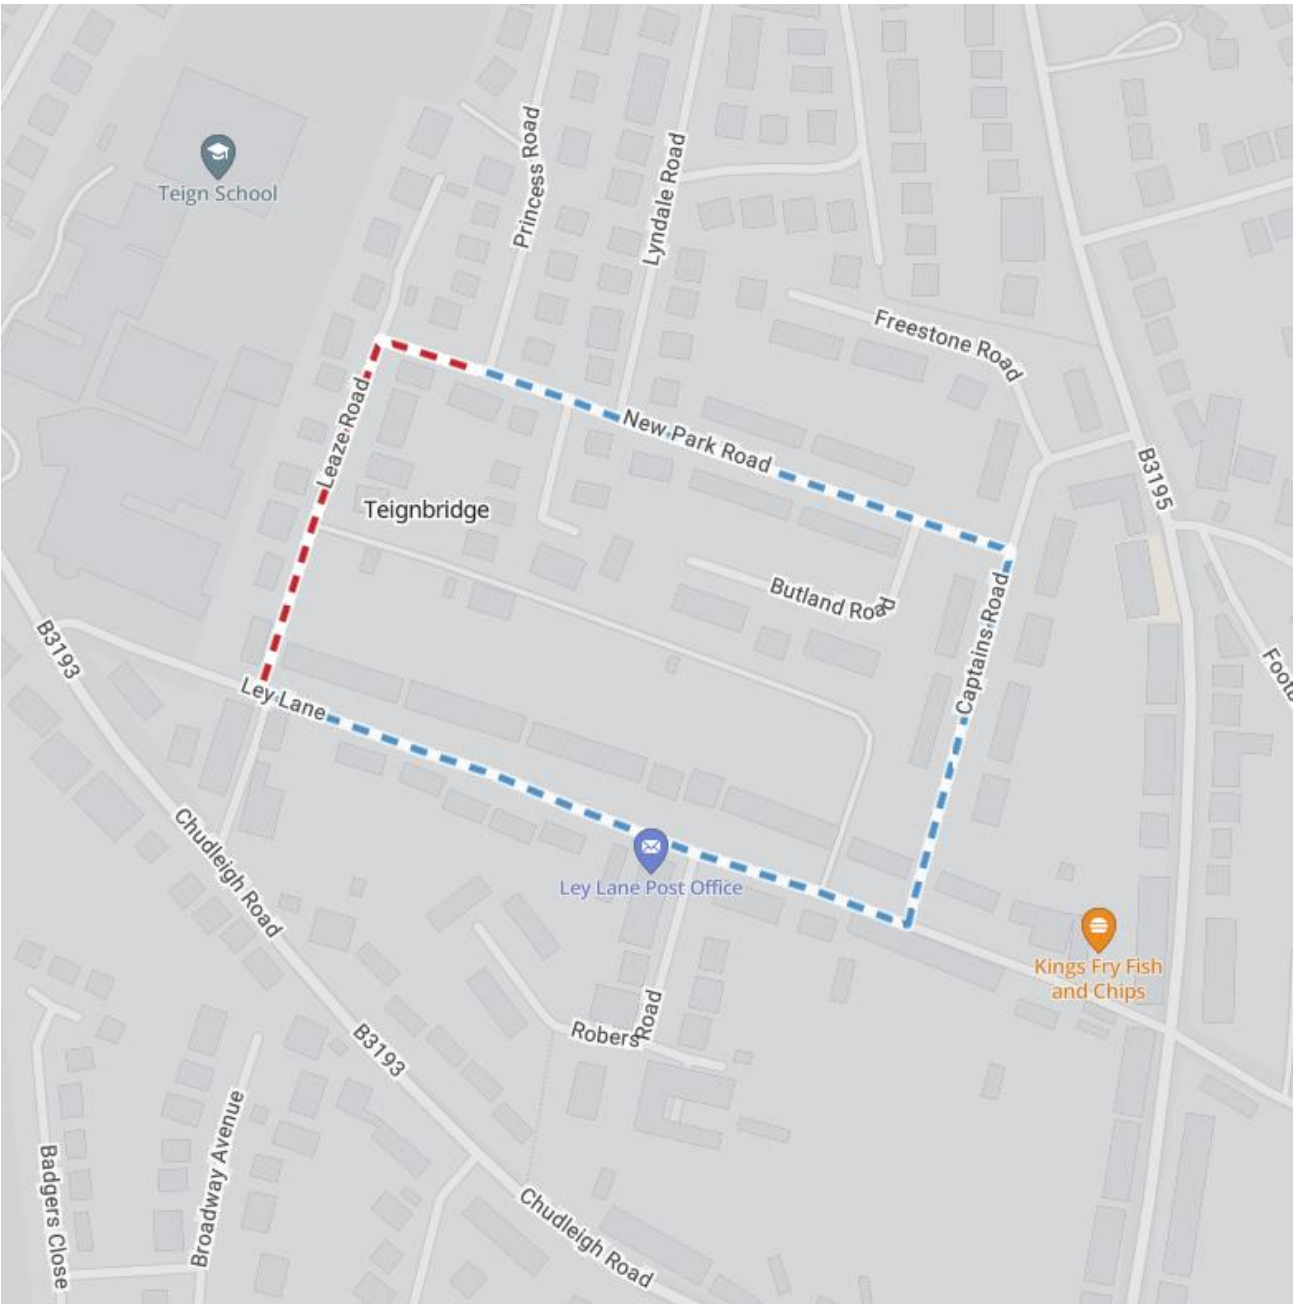 Princess Road
Lyndale Road
Teign School
Freestone Road
Leaze Road
New Park Road
B3195
Teignbridge
Butland Road
Captains Road
B3193
Ley Lane
Chudleigh Road
Ley Lane Post Office
Kings Fry Fish
and Chips
Robers Road
B3193
Broadway Avenue
Badgers Close
Chudleigh Road